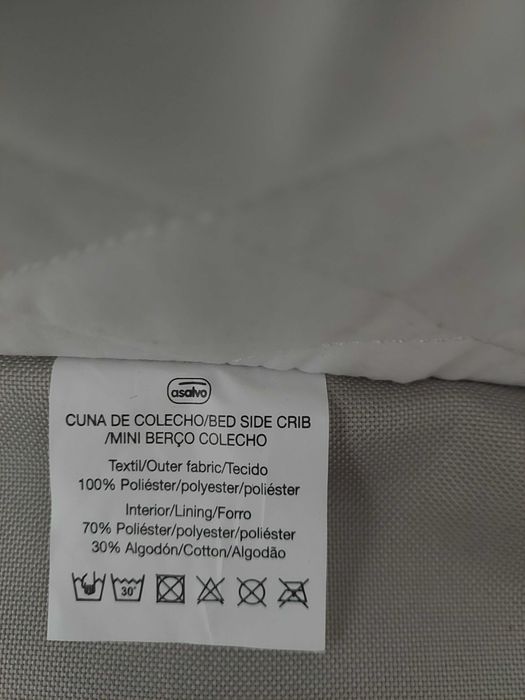 asalvo
CUNA DE COLECHO/BED SIDE CRIB
/MINI BERÇO COLECHO
Textil/Outer fabric/Tecido
100% Poliéster/polyester/poliéster
Interior/Lining/Forro
70% Poliéster/polyester/poliéster
30% Algodón/Cotton/Algodão
30°